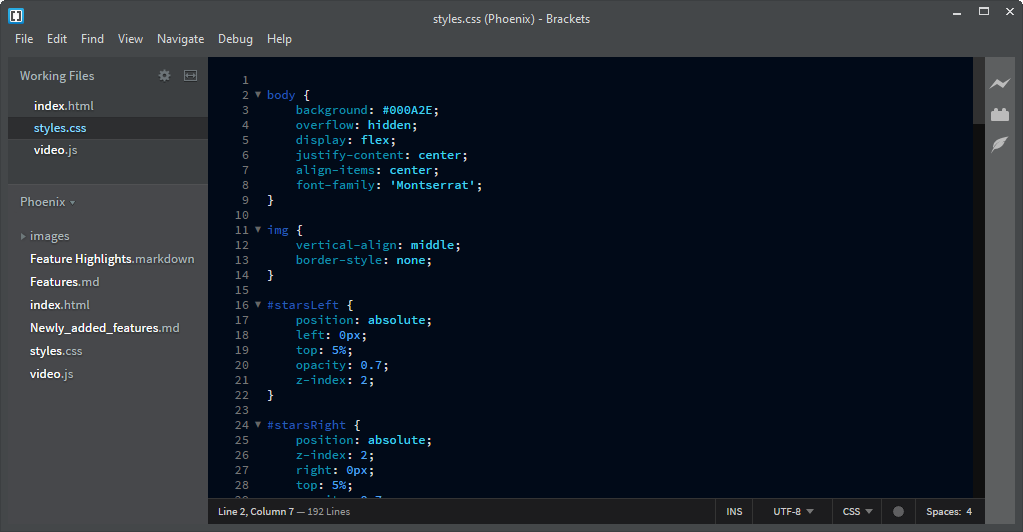 styles.css (Phoenix) - Brackets
File Edit Find View Navigate Debug Help
Working Files
index.html
styles.css
video.js
Phoenix
images
Feature Highlights.markdown
Features.md
index.html
Newly_added_features.md
styles.css
video.js
1
2 body {
3 background: #000A2E;
4 overflow: hidden;
5 display: flex;
6 justify-content: center;
7 align-items: center;
8 font-family: 'Montserrat';
9 }
10
11 img {
12 vertical-align: middle;
13 border-style: none;
14 }
15
16 #starsLeft {
17 position: absolute;
18 left: 0px;
19 top: 5%;
20 opacity: 0.7;
21 z-index: 2;
22 }
23
24 #starsRight {
25 position: absolute;
26 z-index: 2;
27 right: 0px;
28 top: 5%;
Line 2, Column 7 — 192 Lines
INS UTF-8 CSS Spaces: 4